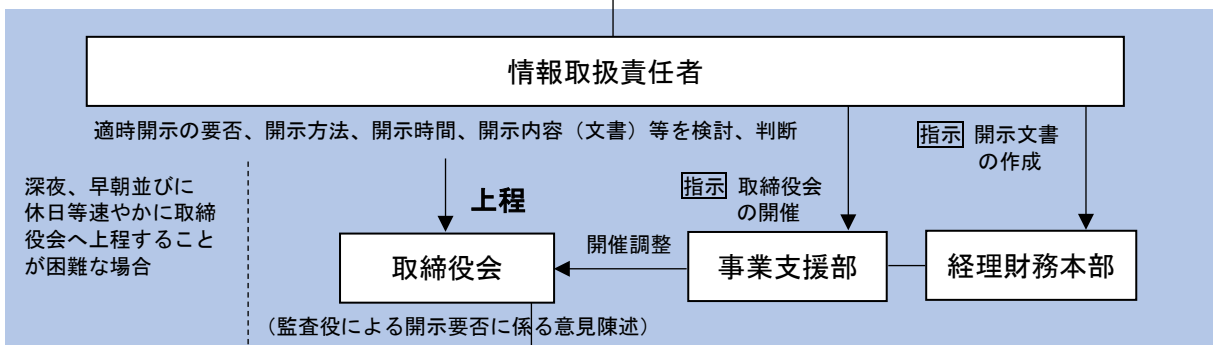 情報取扱責任者
適時開示の要否、開示方法、開示時間、開示内容（文書）等を検討、判断
指示 開示文書
の作成
深夜、早朝並びに
休日等速やかに取締
役会へ上程すること
が困難な場合
上程
指示 取締役会
の開催
取締役会
開催調整
事業支援部
経理財務本部
（監査役による開示要否に係る意見陳述）